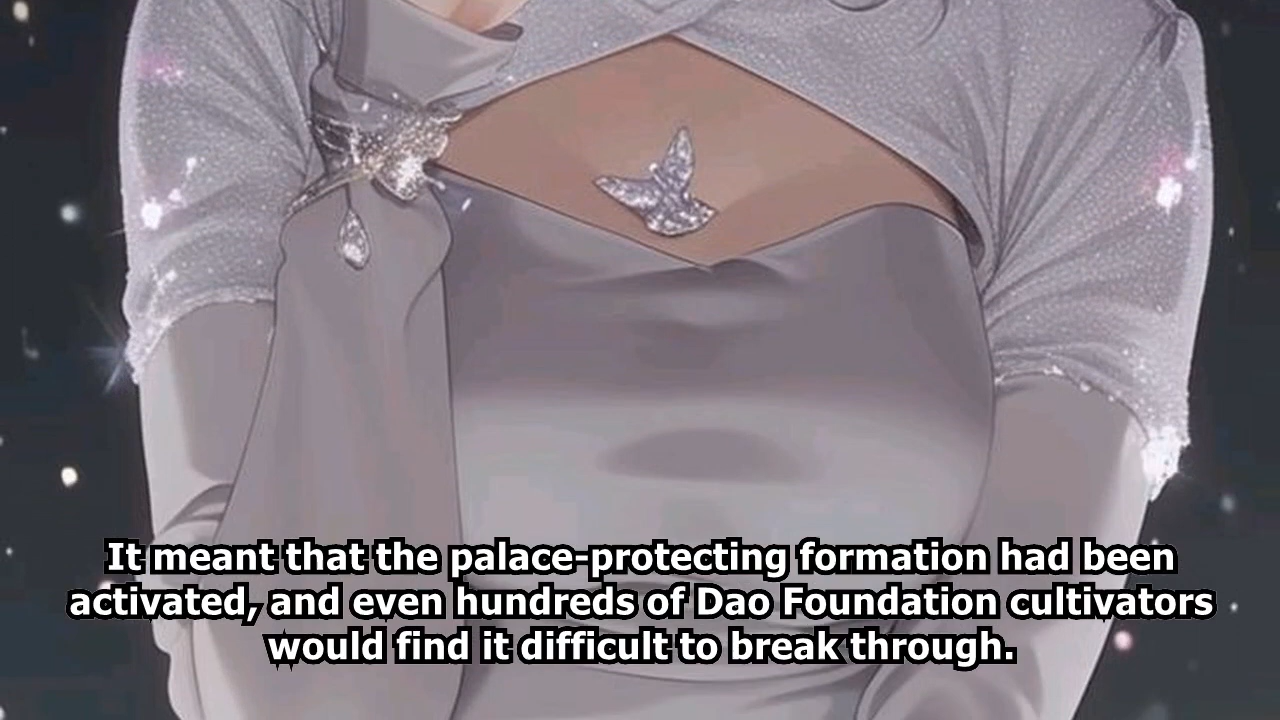 It meant that the palace-protecting formation had been
activated, and even hundreds of Dao Foundation cultivators
would find it difficult to break through.